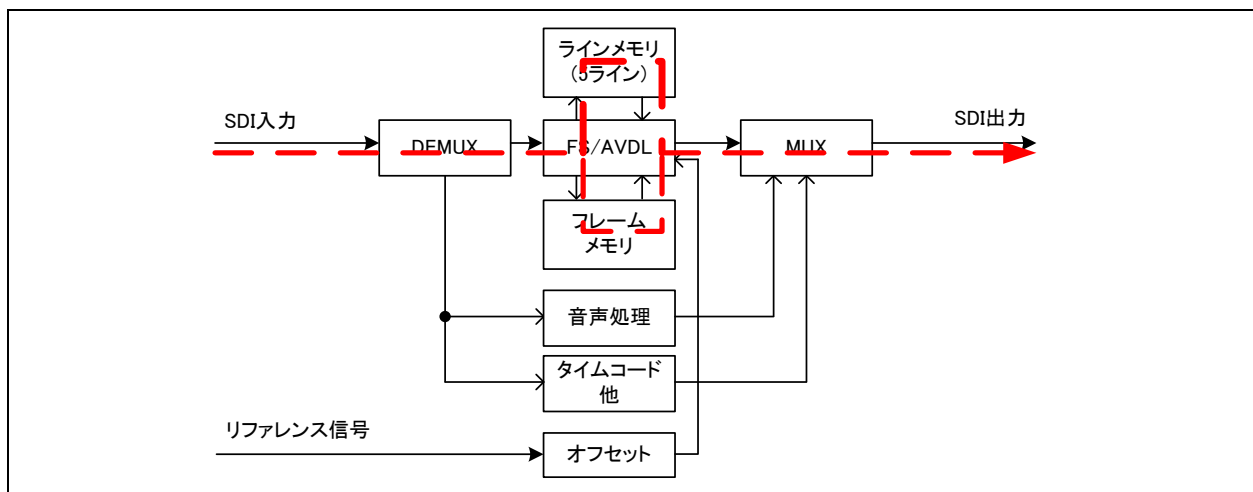 ラインメモリ
(5ライン)
SDI入力
DEMUX
FS/AVDL
MUX
SDI出力
フレーム
メモリ
音声処理
タイムコード
他
リファレンス信号
オフセット